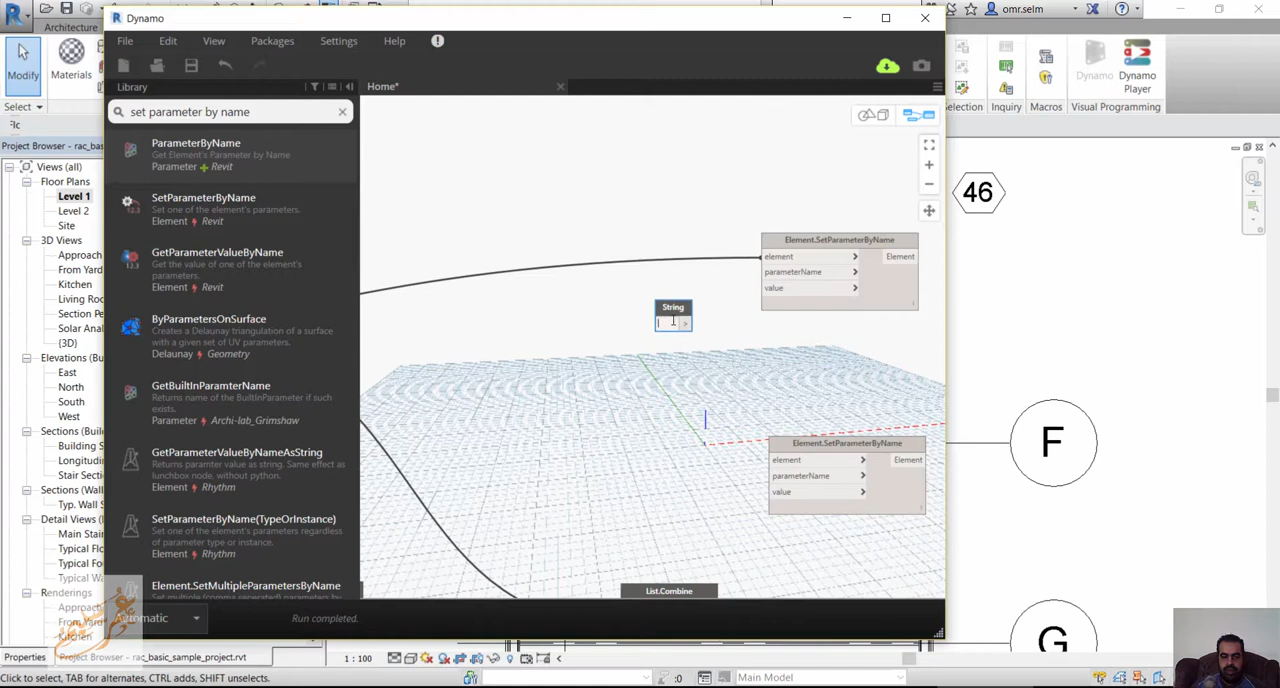 Dynamo
omr.selm
Architecture
File
Edit
View
Packages
Settings
Help
Modify
Materials
Select
Library
Home*
set parameter by name
ParameterByName
Get Element's Parameter by Name
Parameter
Revit
SetParameterByName
Set one of the element's parameters.
Element
Revit
GetParameterValueByName
Get the value of one of the element's
parameters.
Element
Revit
ByParametersOnSurface
Creates a Delaunay triangulation of a surface
with a given set of UV parameters.
Delaunay
Geometry
GetBuiltInParamterName
Returns name of the BuiltInParameter if such
exists.
Parameter
Archi-lab_Grimshaw
GetParameterValueByNameAsString
Returns paramter value as string. Same effect as
lunchbox node, without python.
Element
Rhythm
SetParameterByName(TypeOrInstance)
Set one of the element's parameters regardless
of parameter type or instance.
Element
Rhythm
Element.SetMultipleParametersByName
Automatic
Run completed.
Project Browser - rac_bas
Views (all)
Floor Plans
Level 1
Level 2
Site
3D Views
Approach
From Yard
Kitchen
Living Roo
Section Pe
Solar Anal
{3D}
Elevations (Bu
East
North
South
West
Sections (Buil
Building S
Longitudin
Stair Secti
Sections (Wall
Typ. Wall S
Detail Views (
Main Stair
Typical Flo
Typical Fo
Typical Wa
Renderings
Approach
From Yard
Kitchen
Element.SetParameterByName
element
Element
parameterName
value
String
Element.SetParameterByName
element
Element
parameterName
value
List.Combine
Dynamo
Dynamo
Player
Selection
Inquiry
Macros
Visual Programming
46
F
G
Properties
Project Browser - rac_basic_sample_project.rvt
1 : 100
Click to select, TAB for alternates, CTRL adds, SHIFT unselects.
:0
Main Model